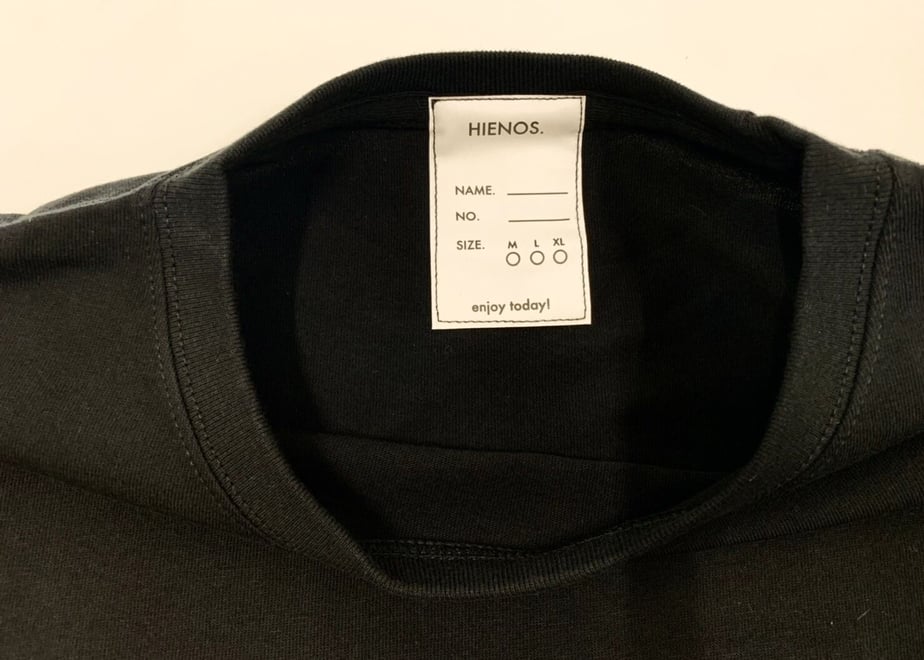 HIENOS.
NAME.
NO.
SIZE. M L XL
enjoy today!